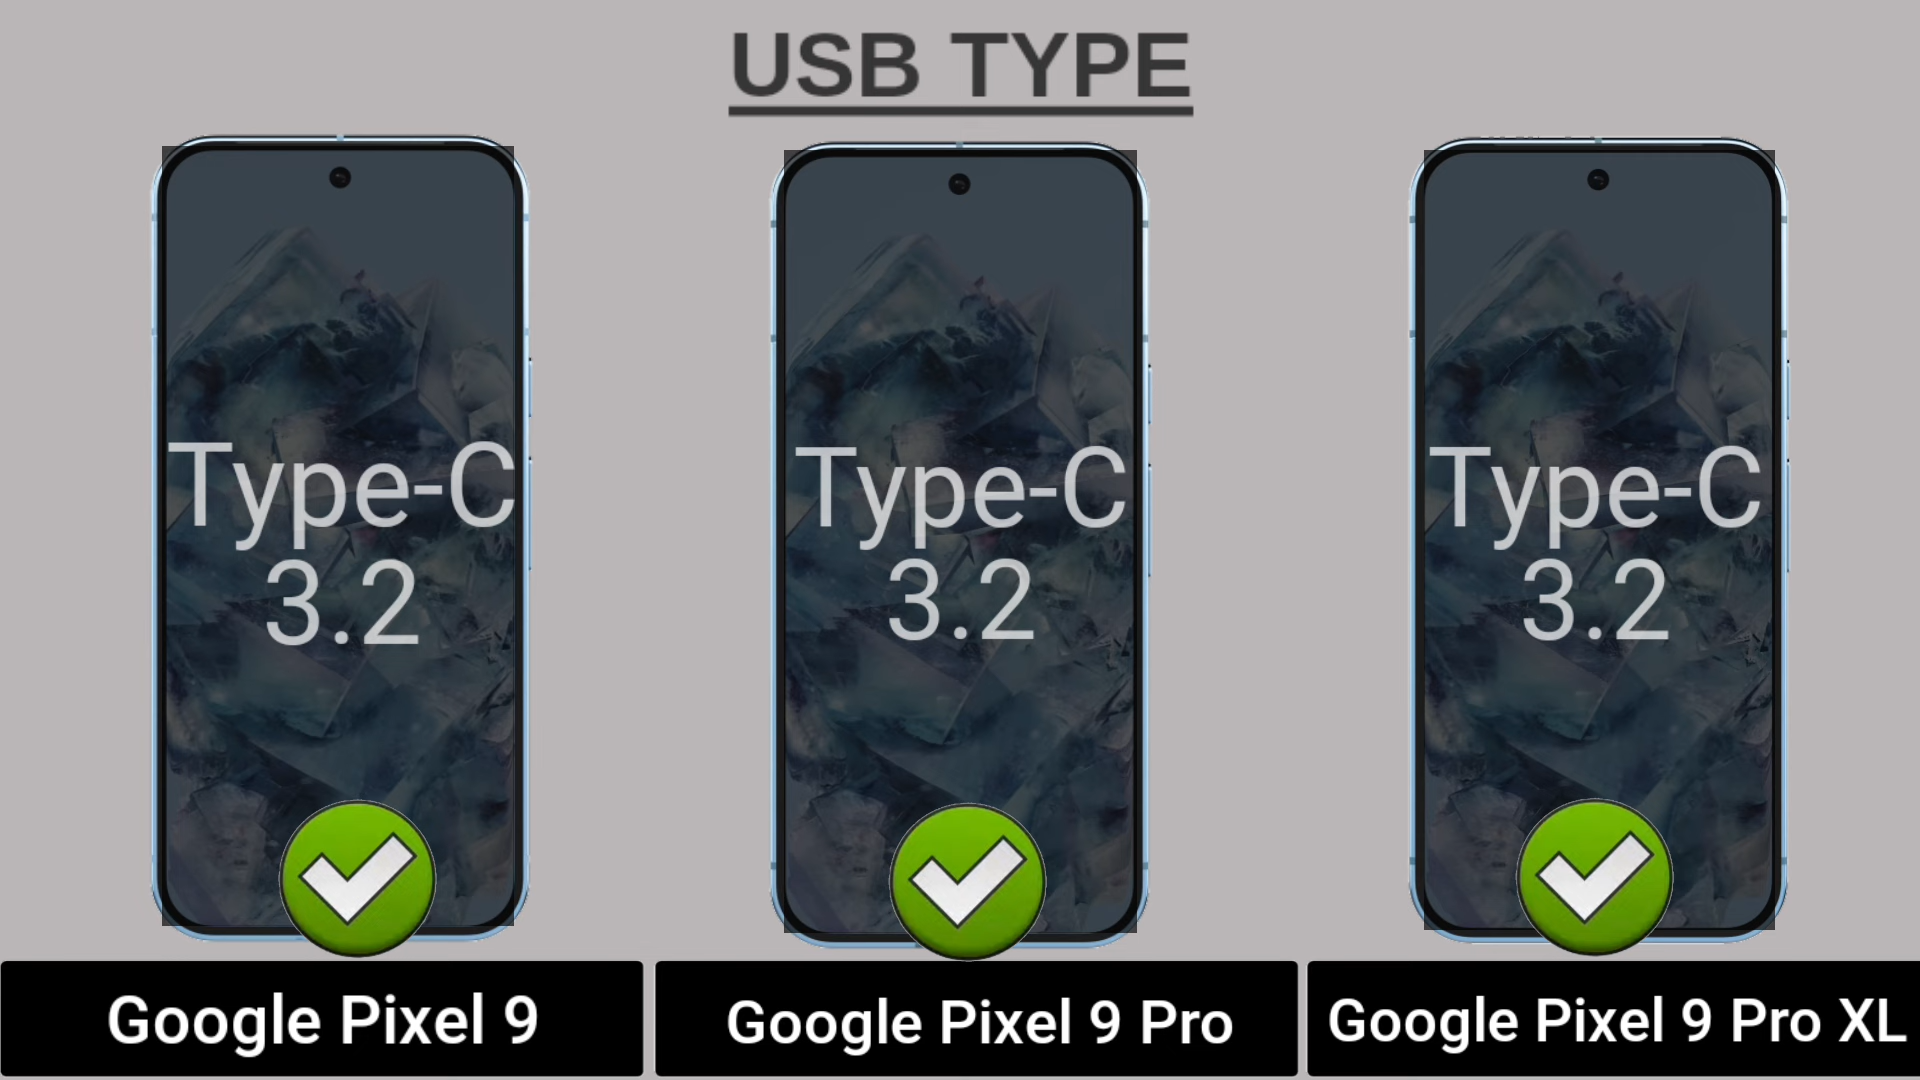 USB TYPE
Type-C
3.2
Type-C
3.2
Type-C
3.2
Google Pixel 9
Google Pixel 9 Pro
Google Pixel 9 Pro XL